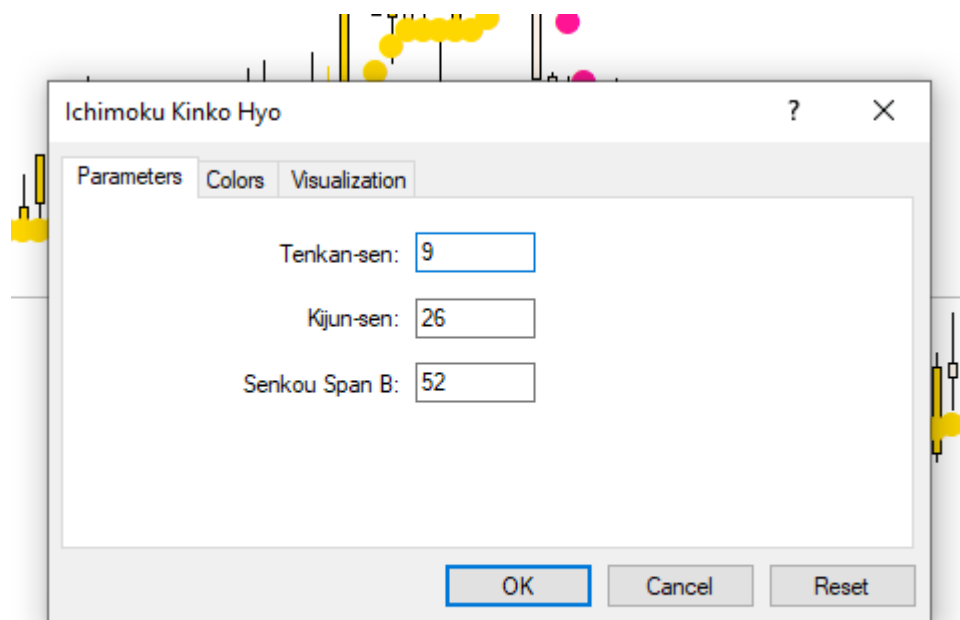 Ichimoku Kinko Hyo ? X
Parameters Colors Visualization
Tenkan-sen: 9
Kijun-sen: 26
Senkou Span B: 52
OK Cancel Reset